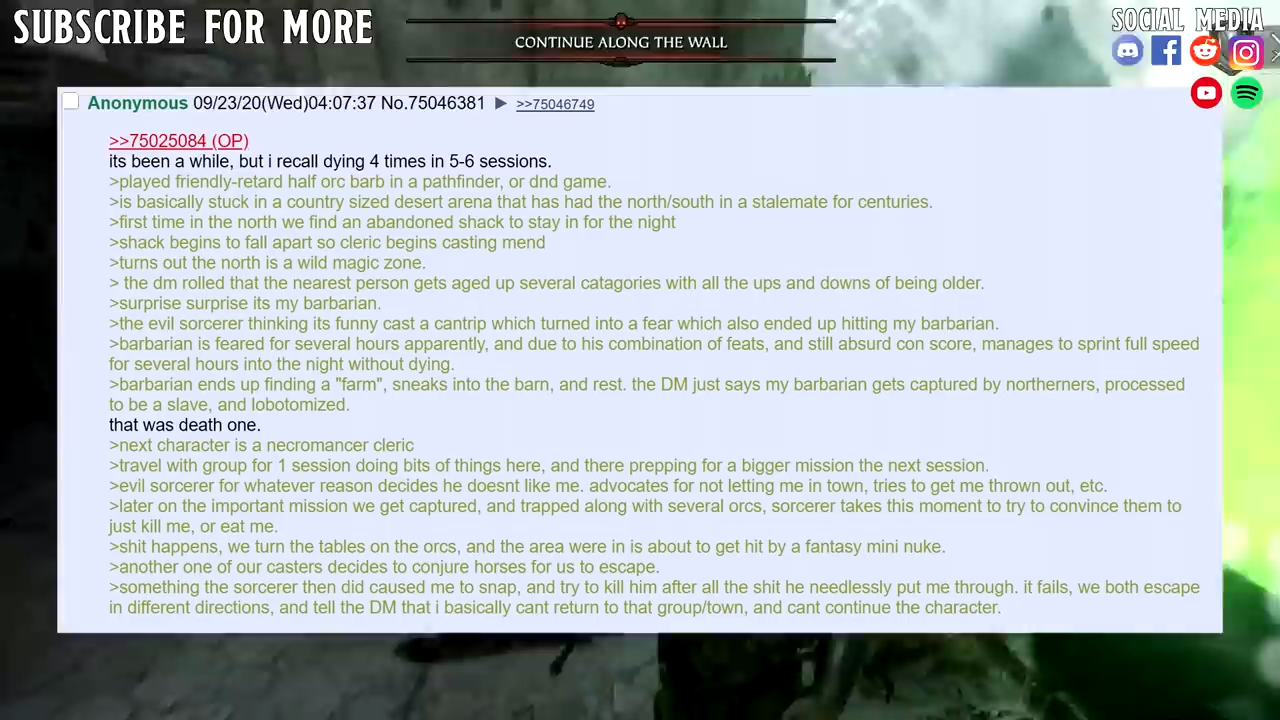 SUBSCRIBE FOR MORE
CONTINUE ALONG THE WALL
SOCIAL MEDIA
Anonymous 09/23/20(Wed)04:07:37 No.75046381 ▶ >>75046749
>>75025084 (OP)
its been a while, but i recall dying 4 times in 5-6 sessions.
>played friendly-retard half orc barb in a pathfinder, or dnd game.
>is basically stuck in a country sized desert arena that has had the north/south in a stalemate for centuries.
>first time in the north we find an abandoned shack to stay in for the night
>shack begins to fall apart so cleric begins casting mend
>turns out the north is a wild magic zone.
> the dm rolled that the nearest person gets aged up several catagories with all the ups and downs of being older.
>surprise surprise its my barbarian.
>the evil sorcerer thinking its funny cast a cantrip which turned into a fear which also ended up hitting my barbarian.
>barbarian is feared for several hours apparently, and due to his combination of feats, and still absurd con score, manages to sprint full speed
for several hours into the night without dying.
>barbarian ends up finding a "farm", sneaks into the barn, and rest. the DM just says my barbarian gets captured by northerners, processed
to be a slave, and lobotomized.
that was death one.
>next character is a necromancer cleric
>travel with group for 1 session doing bits of things here, and there prepping for a bigger mission the next session.
>evil sorcerer for whatever reason decides he doesnt like me. advocates for not letting me in town, tries to get me thrown out, etc.
>later on the important mission we get captured, and trapped along with several orcs, sorcerer takes this moment to try to convince them to
just kill me, or eat me.
>shit happens, we turn the tables on the orcs, and the area were in is about to get hit by a fantasy mini nuke.
>another one of our casters decides to conjure horses for us to escape.
>something the sorcerer then did caused me to snap, and try to kill him after all the shit he needlessly put me through. it fails, we both escape
in different directions, and tell the DM that i basically cant return to that group/town, and cant continue the character.